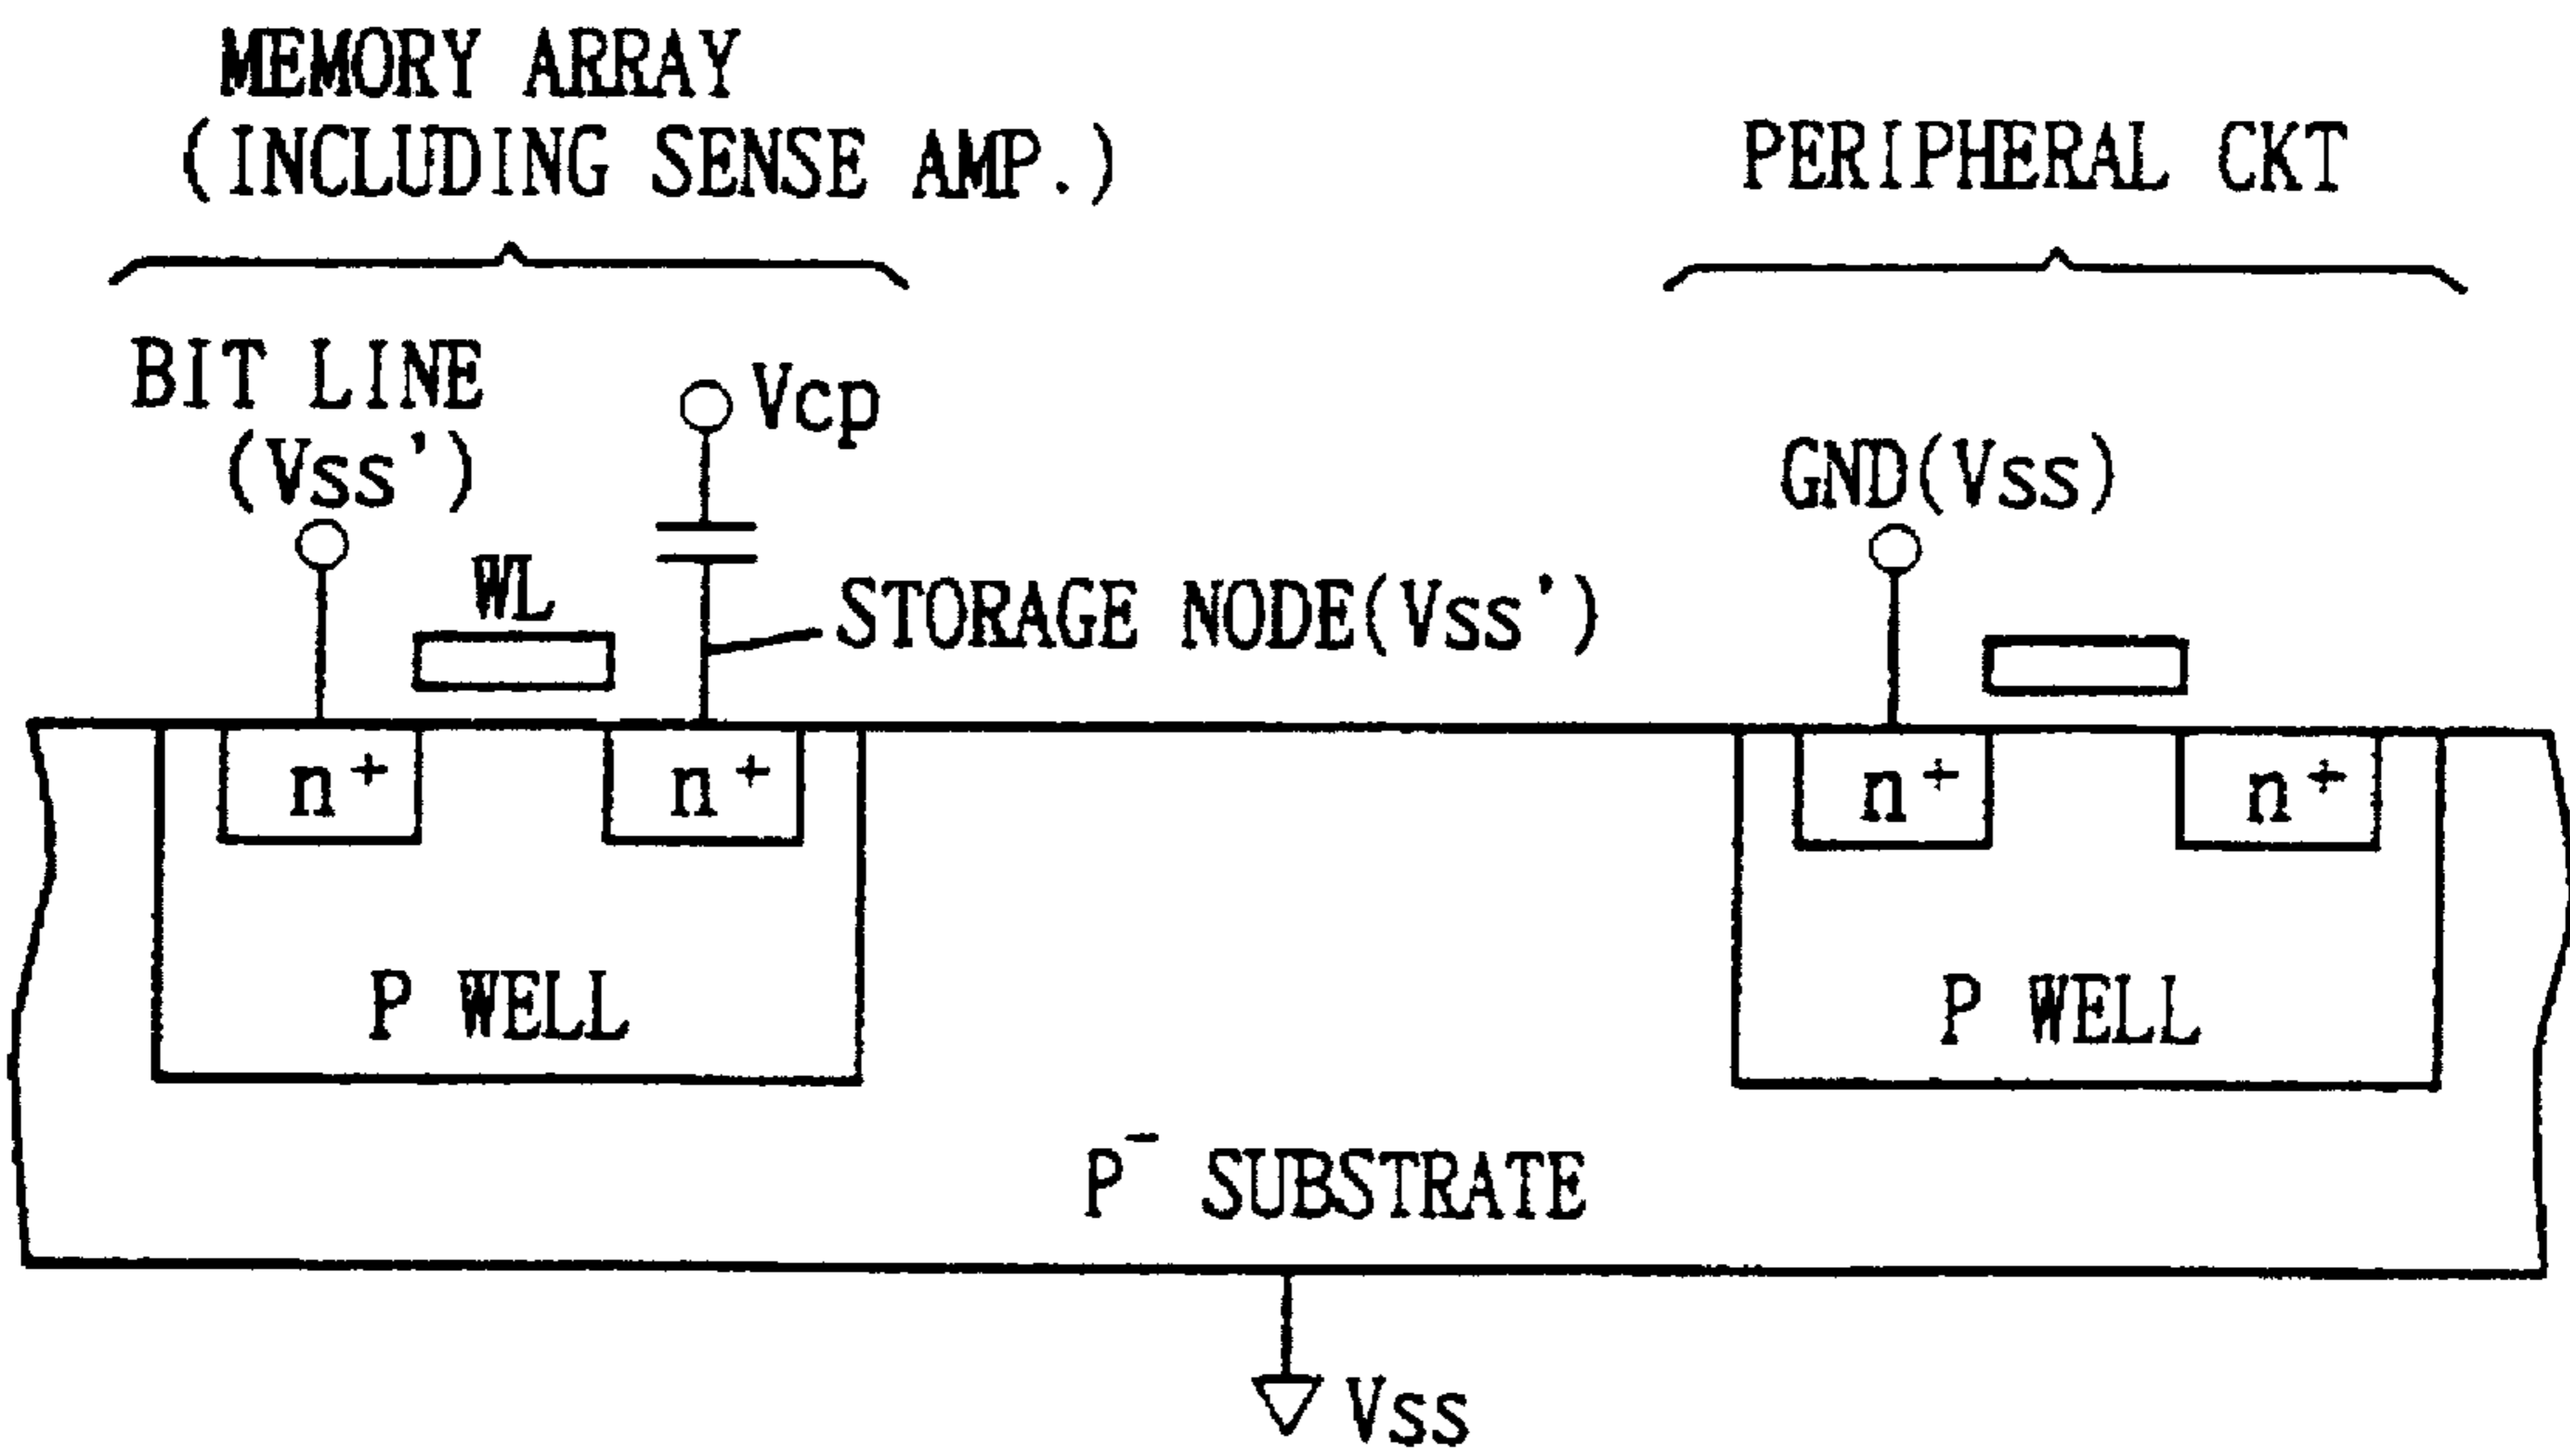 MEMORY ARRAY
(INCLUDING SENSE AMP.)
PERIPHERAL CKT
BIT LINE
(Vss')
Vcp
GND(Vss)
WL
STORAGE NODE(Vss')
n+
n+
n+
n+
P WELL
P WELL
P- SUBSTRATE
Vss